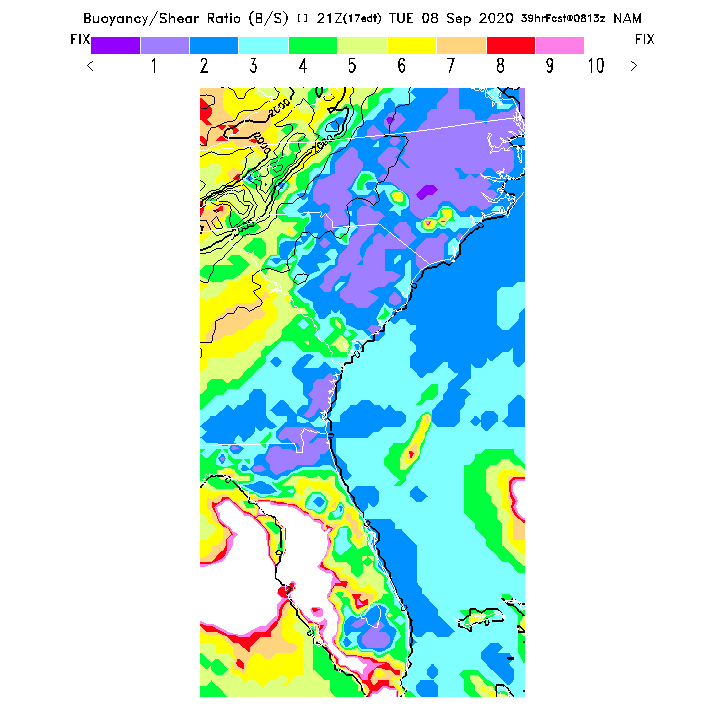 Buoyancy/Shear Ratio (B/S) [] 21Z(17edt) TUE 08 Sep 2020 39hrFcst@0813z NAM
FIX FIX
< 1 2 3 4 5 6 7 8 9 10 >
2000